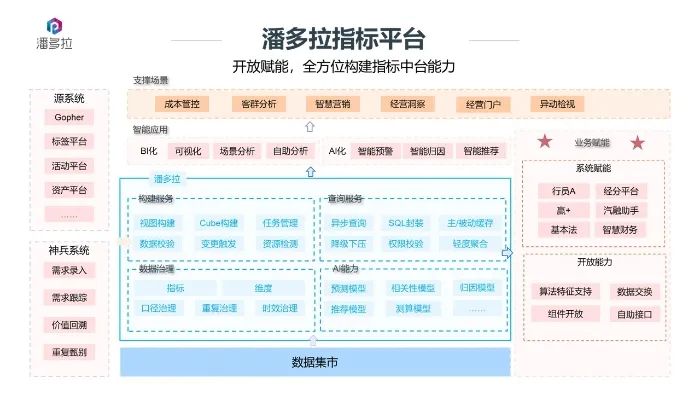 潘多拉
潘多拉指标平台
开放赋能，全方位构建指标中台能力
源系统
Gopher
标签平台
活动平台
资产平台
……
神兵系统
需求录入
需求跟踪
价值回溯
重复甄别
支撑场景
成本管控 客群分析 智慧营销 经营洞察 经营门户 异动检视
智能应用
BI化 可视化 场景分析 自助分析 AI化 智能预警 智能归因 智能推荐
潘多拉
构建服务
视图构建 Cube构建 任务管理
数据校验 变更触发 资源检测
查询服务
异步查询 SQL封装 主/被动缓存
降级下压 权限校验 轻度聚合
数据治理
指标 维度
口径治理 重复治理 时效治理
AI能力
预测模型 相关性模型 归因模型
推荐模型 测算模型 ……
数据集市
业务赋能
系统赋能
行员A 经分平台
赢+ 汽融助手
基本法 智慧财务
开放能力
算法特征支持 数据交换
组件开放 自助接口